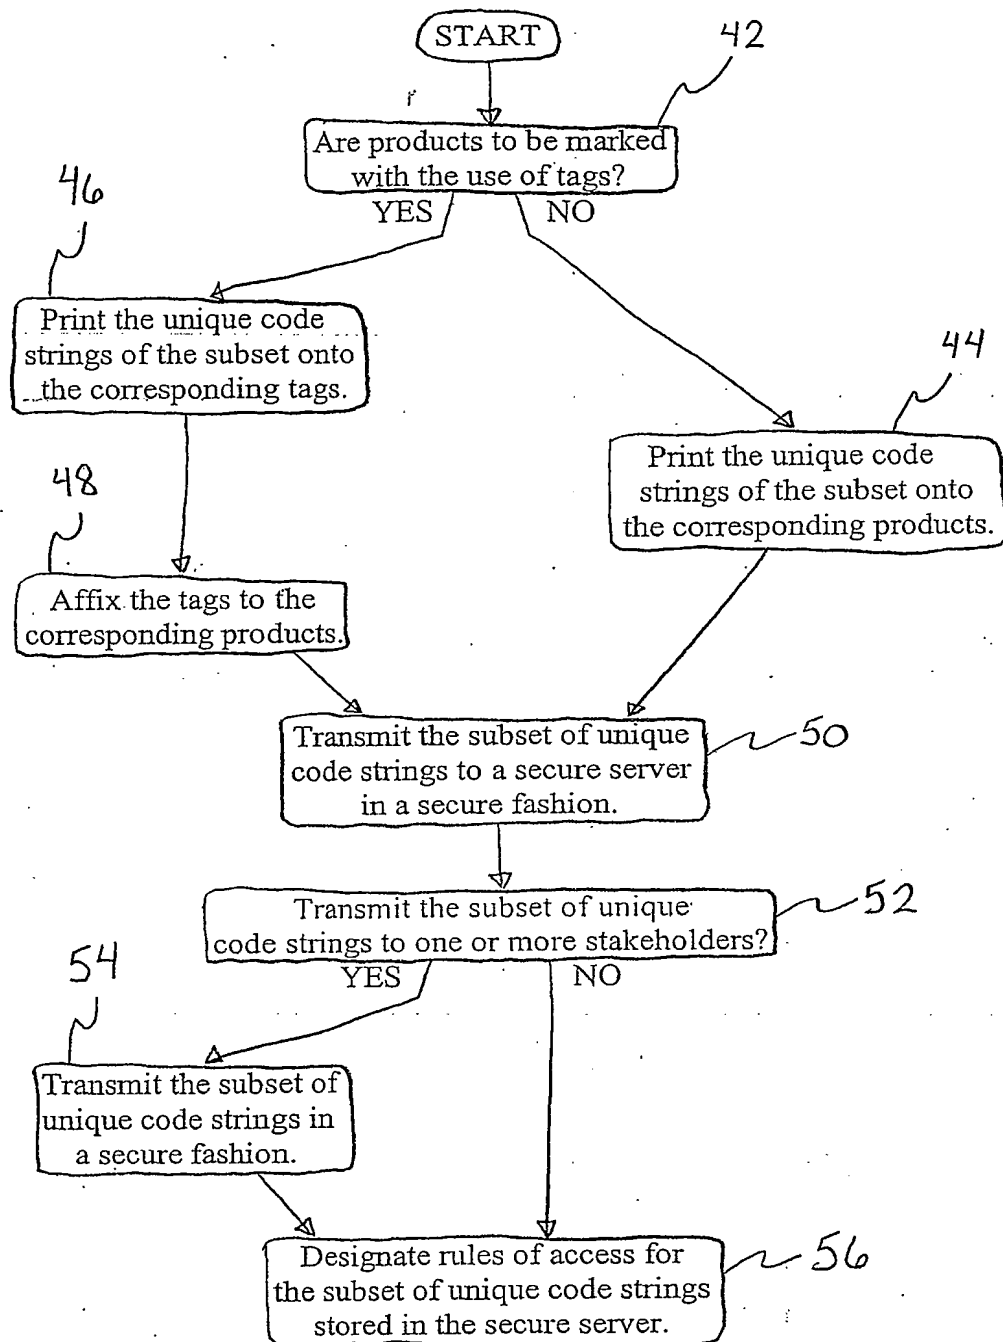 START
42
Are products to be marked
with the use of tags?
YES
NO
46
Print the unique code
strings of the subset onto
the corresponding tags.
44
Print the unique code
strings of the subset onto
the corresponding products.
48
Affix the tags to the
corresponding products.
Transmit the subset of unique
code strings to a secure server
in a secure fashion.
50
Transmit the subset of unique
code strings to one or more stakeholders?
52
YES
NO
54
Transmit the subset of
unique code strings in
a secure fashion.
Designate rules of access for
the subset of unique code strings
stored in the secure server.
56